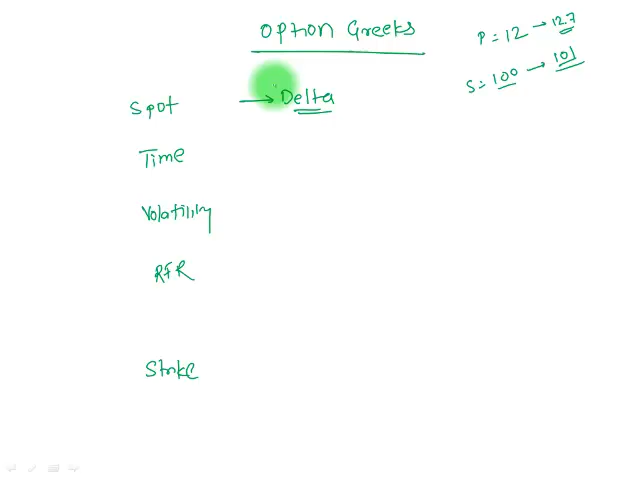 Option Greeks
P = 12 → 12.7
S = 100 → 101
Spot → Delta
Time
Volatility
RFR
Strike